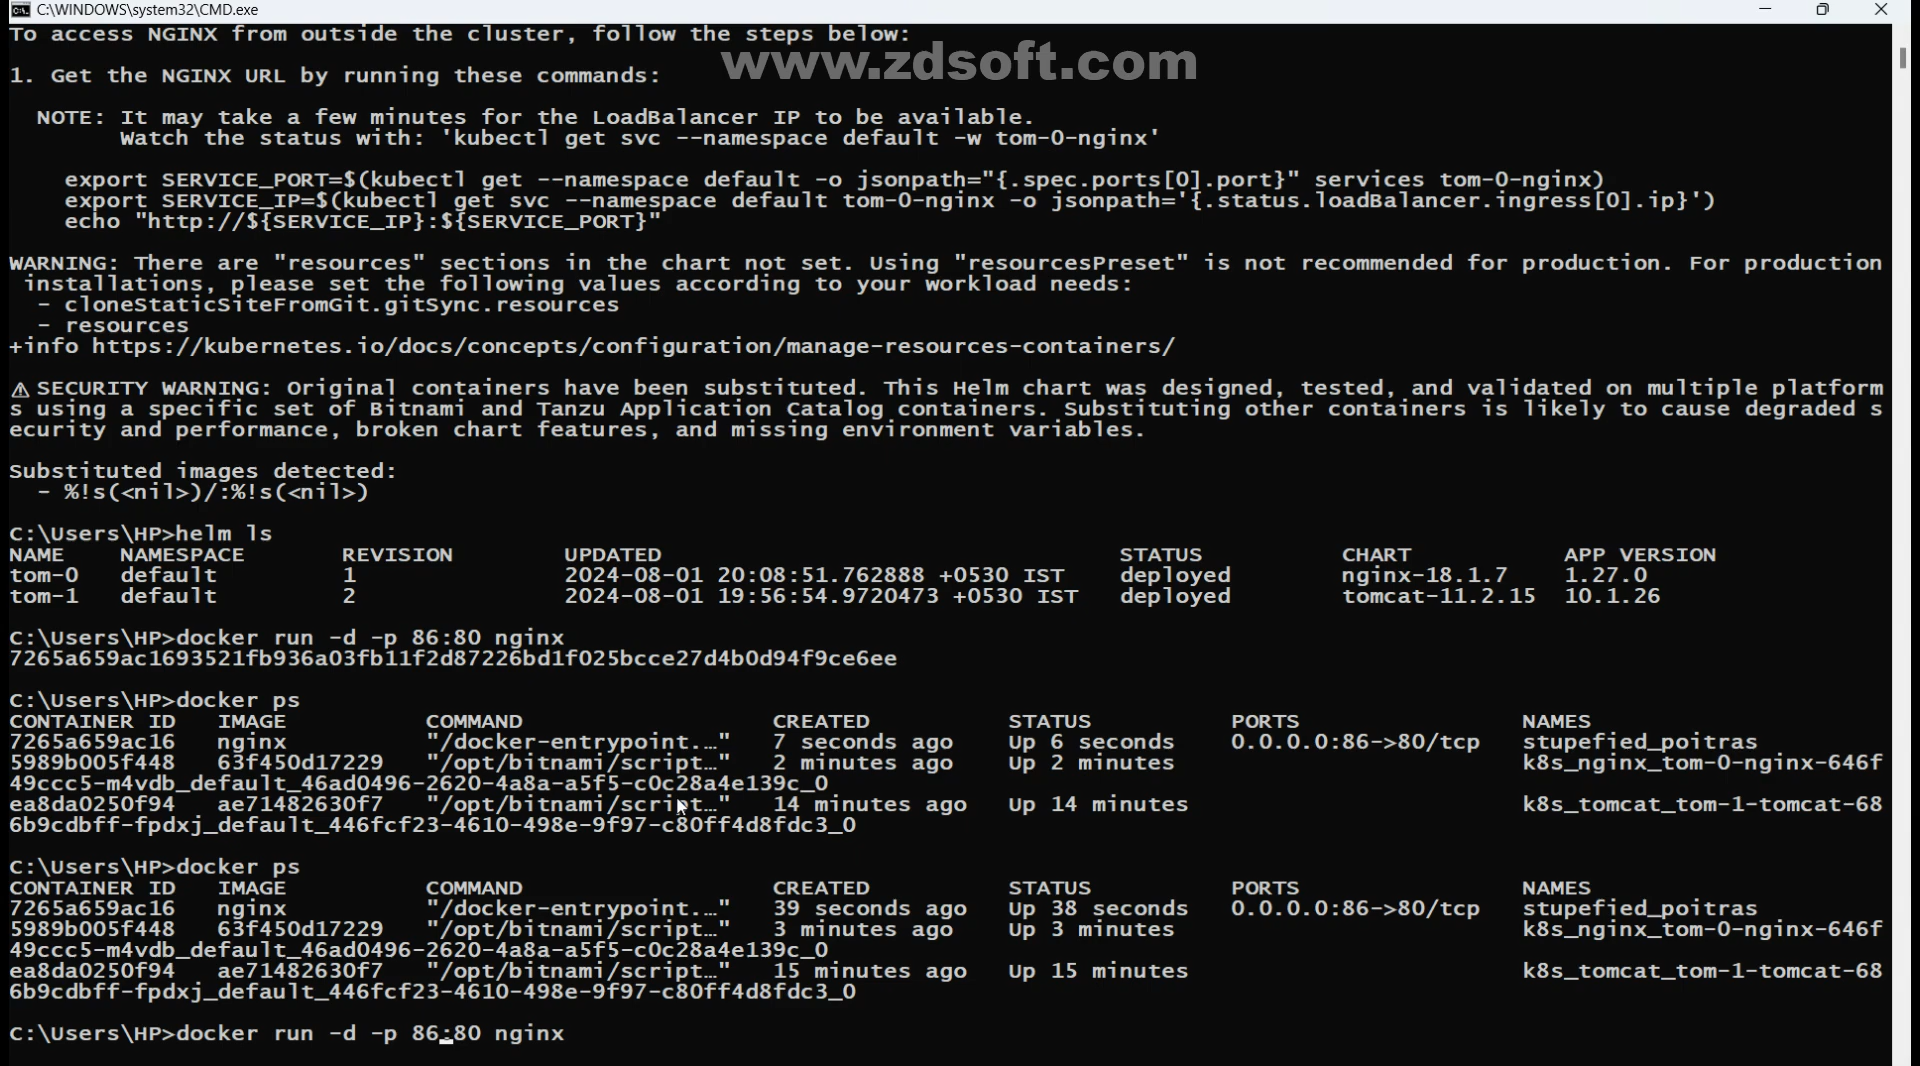 C:\WINDOWS\system32\CMD.exe
To access NGINX from outside the cluster, follow the steps below:
www.zdsoft.com
1. Get the NGINX URL by running these commands:
NOTE: It may take a few minutes for the LoadBalancer IP to be available.
Watch the status with: 'kubectl get svc --namespace default -w tom-0-nginx'
export SERVICE_PORT=$(kubectl get --namespace default -o jsonpath="{.spec.ports[0].port}" services tom-0-nginx)
export SERVICE_IP=$(kubectl get svc --namespace default tom-0-nginx -o jsonpath='{.status.loadBalancer.ingress[0].ip}')
echo "http://${SERVICE_IP}:${SERVICE_PORT}"
WARNING: There are "resources" sections in the chart not set. Using "resourcesPreset" is not recommended for production. For production
installations, please set the following values according to your workload needs:
- cloneStaticSiteFromGit.gitSync.resources
- resources
+info https://kubernetes.io/docs/concepts/configuration/manage-resources-containers/
⚠ SECURITY WARNING: Original containers have been substituted. This Helm chart was designed, tested, and validated on multiple platform
s using a specific set of Bitnami and Tanzu Application Catalog containers. Substituting other containers is likely to cause degraded s
ecurity and performance, broken chart features, and missing environment variables.
Substituted images detected:
- %!s(<nil>)/:%!s(<nil>)
C:\Users\HP>helm ls
NAME NAMESPACE REVISION UPDATED STATUS CHART APP VERSION
tom-0 default 1 2024-08-01 20:08:51.762888 +0530 IST deployed nginx-18.1.7 1.27.0
tom-1 default 2 2024-08-01 19:56:54.9720473 +0530 IST deployed tomcat-11.2.15 10.1.26
C:\Users\HP>docker run -d -p 86:80 nginx
7265a659ac1693521fb936a03fb11f2d87226bd1f025bcce27d4b0d94f9ce6ee
C:\Users\HP>docker ps
CONTAINER ID IMAGE COMMAND CREATED STATUS PORTS NAMES
7265a659ac16 nginx "/docker-entrypoint.…" 7 seconds ago Up 6 seconds 0.0.0.0:86->80/tcp stupefied_poitras
5989b005f448 63f450d17229 "/opt/bitnami/script…" 2 minutes ago Up 2 minutes k8s_nginx_tom-0-nginx-646f
49ccc5-m4vdb_default_46ad0496-2620-4a8a-a5f5-c0c28a4e139c_0
ea8da0250f94 ae71482630f7 "/opt/bitnami/script…" 14 minutes ago Up 14 minutes k8s_tomcat_tom-1-tomcat-68
6b9cdbff-fpdxj_default_446fcf23-4610-498e-9f97-c80ff4d8fdc3_0
C:\Users\HP>docker ps
CONTAINER ID IMAGE COMMAND CREATED STATUS PORTS NAMES
7265a659ac16 nginx "/docker-entrypoint.…" 39 seconds ago Up 38 seconds 0.0.0.0:86->80/tcp stupefied_poitras
5989b005f448 63f450d17229 "/opt/bitnami/script…" 3 minutes ago Up 3 minutes k8s_nginx_tom-0-nginx-646f
49ccc5-m4vdb_default_46ad0496-2620-4a8a-a5f5-c0c28a4e139c_0
ea8da0250f94 ae71482630f7 "/opt/bitnami/script…" 15 minutes ago Up 15 minutes k8s_tomcat_tom-1-tomcat-68
6b9cdbff-fpdxj_default_446fcf23-4610-498e-9f97-c80ff4d8fdc3_0
C:\Users\HP>docker run -d -p 86:80 nginx